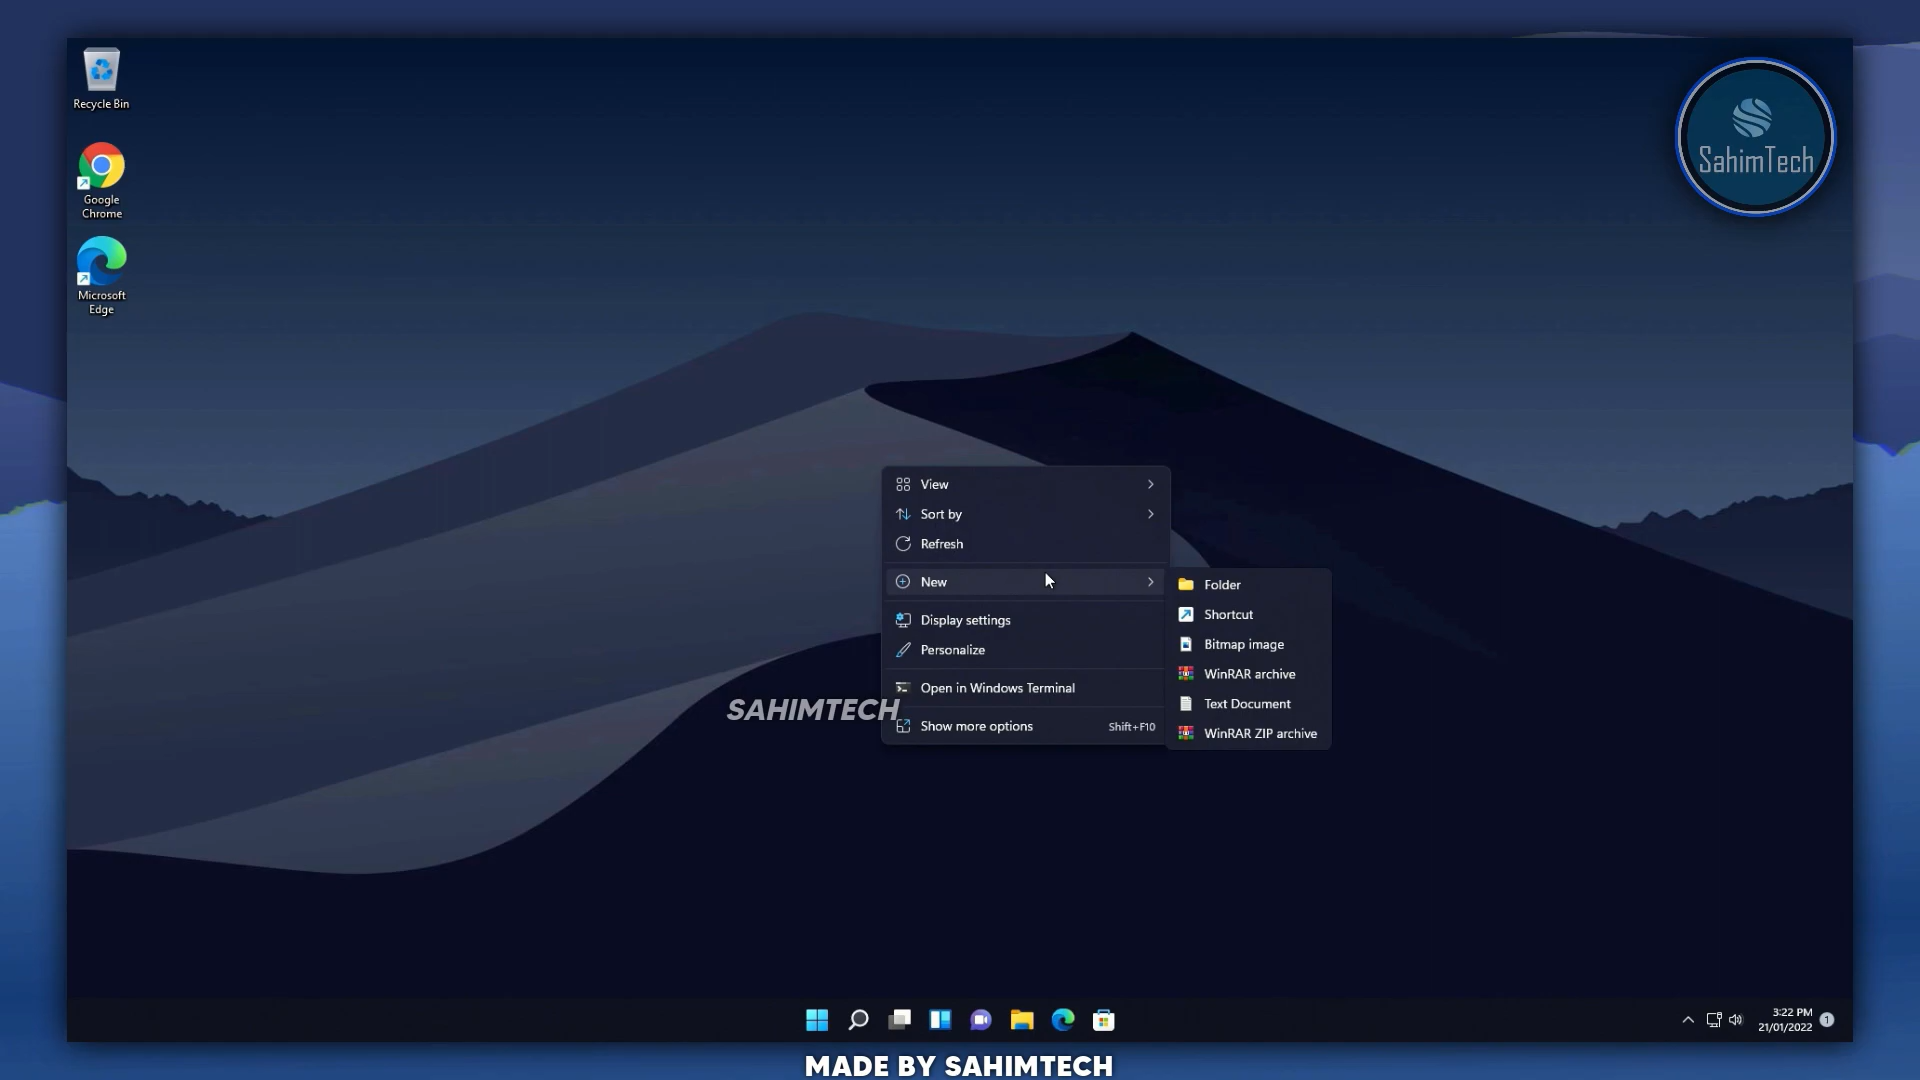 Recycle Bin
Google
Chrome
Microsoft
Edge
SahimTech
View
Sort by
Refresh
New
Display settings
Personalize
Open in Windows Terminal
Show more options Shift+F10
Folder
Shortcut
Bitmap image
WinRAR archive
Text Document
WinRAR ZIP archive
SAHIMTECH
3:22 PM
21/01/2022
1
MADE BY SAHIMTECH